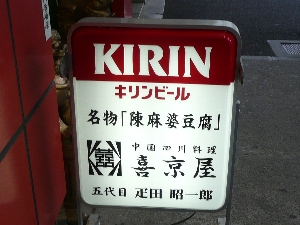 KIRIN
キリンビール
名物「陳麻婆豆腐」
中国四川料理
喜京屋
五代目 疋田 昭一郎